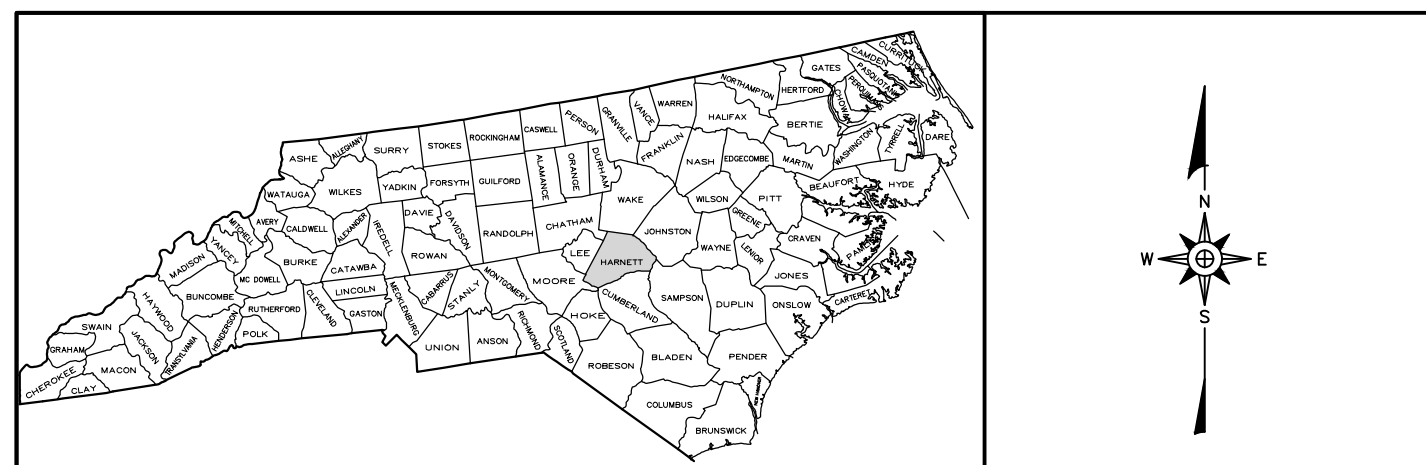 CURRITUCK
CAMDEN
GATES
PASQUOTANK
PERQUIMANS
NORTHAMPTON
HERTFORD
CHOWAN
WARREN
VANCE
GRANVILLE
HALIFAX
BERTIE
PERSON
CASWELL
ROCKINGHAM
STOKES
SURRY
ALLEGHANY
ASHE
FRANKLIN
WASHINGTON
TYRRELL
DARE
NASH
EDGECOMBE
MARTIN
DURHAM
ORANGE
ALAMANCE
GUILFORD
FORSYTH
YADKIN
WILKES
WATAUGA
BEAUFORT
HYDE
WAKE
WILSON
PITT
DAVIE
DAVIDSON
RANDOLPH
CHATHAM
JOHNSTON
GREENE
AVERY
CALDWELL
ALEXANDER
IREDELL
MITCHELL
YANCEY
MADISON
BURKE
CATAWBA
ROWAN
LEE
HARNETT
WAYNE
LENIOR
CRAVEN
JONES
MC DOWELL
LINCOLN
CABARRUS
STANLY
MONTGOMERY
MOORE
HAYWOOD
BUNCOMBE
RUTHERFORD
CLEVELAND
GASTON
MECKLENBURG
CUMBERLAND
SAMPSON
DUPLIN
ONSLOW
CARTERET
SWAIN
JACKSON
HENDERSON
POLK
TRANSYLVANIA
GRAHAM
MACON
CHEROKEE
CLAY
UNION
ANSON
RICHMOND
SCOTLAND
HOKE
ROBESON
BLADEN
PENDER
COLUMBUS
BRUNSWICK
N
W E
S